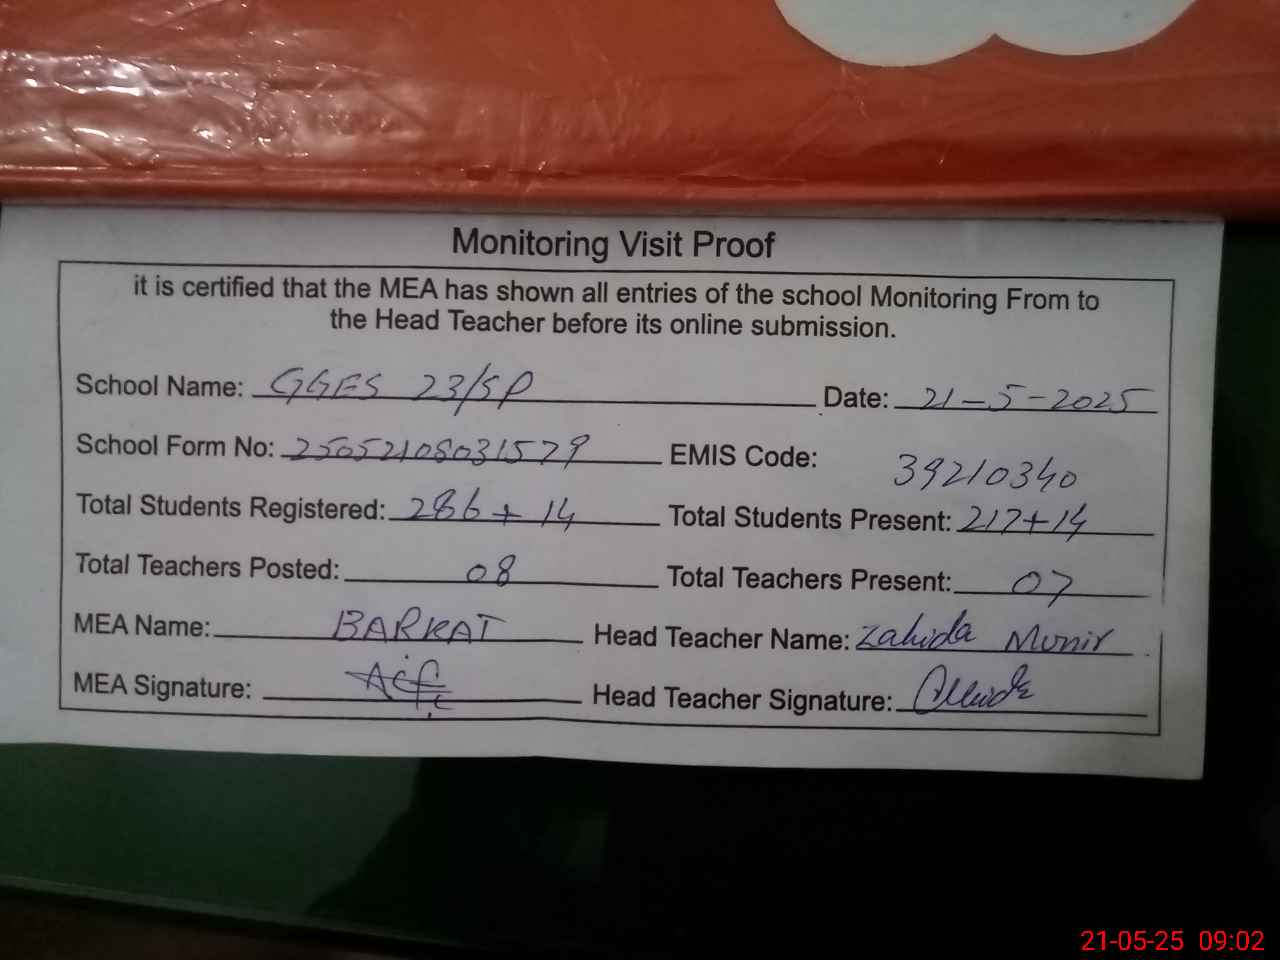 Monitoring Visit Proof
it is certified that the MEA has shown all entries of the school Monitoring From to
the Head Teacher before its online submission.
School Name: GGES 23/SP Date: 21-5-2025
School Form No: 25052108031579 EMIS Code: 39210340
Total Students Registered: 286+14 Total Students Present: 217+14
Total Teachers Posted: 08 Total Teachers Present: 07
MEA Name: BARKAT Head Teacher Name: Zahida Munir
MEA Signature: Head Teacher Signature:
21-05-25 09:02